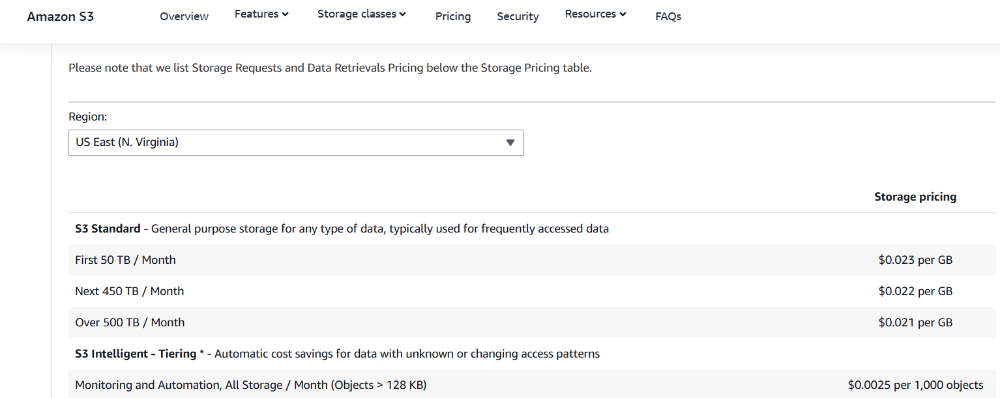 Amazon S3 Overview Features Storage classes Pricing Security Resources FAQs
Please note that we list Storage Requests and Data Retrievals Pricing below the Storage Pricing table.
Region:
US East (N. Virginia)
Storage pricing
S3 Standard - General purpose storage for any type of data, typically used for frequently accessed data
First 50 TB / Month $0.023 per GB
Next 450 TB / Month $0.022 per GB
Over 500 TB / Month $0.021 per GB
S3 Intelligent - Tiering * - Automatic cost savings for data with unknown or changing access patterns
Monitoring and Automation, All Storage / Month (Objects > 128 KB) $0.0025 per 1,000 objects